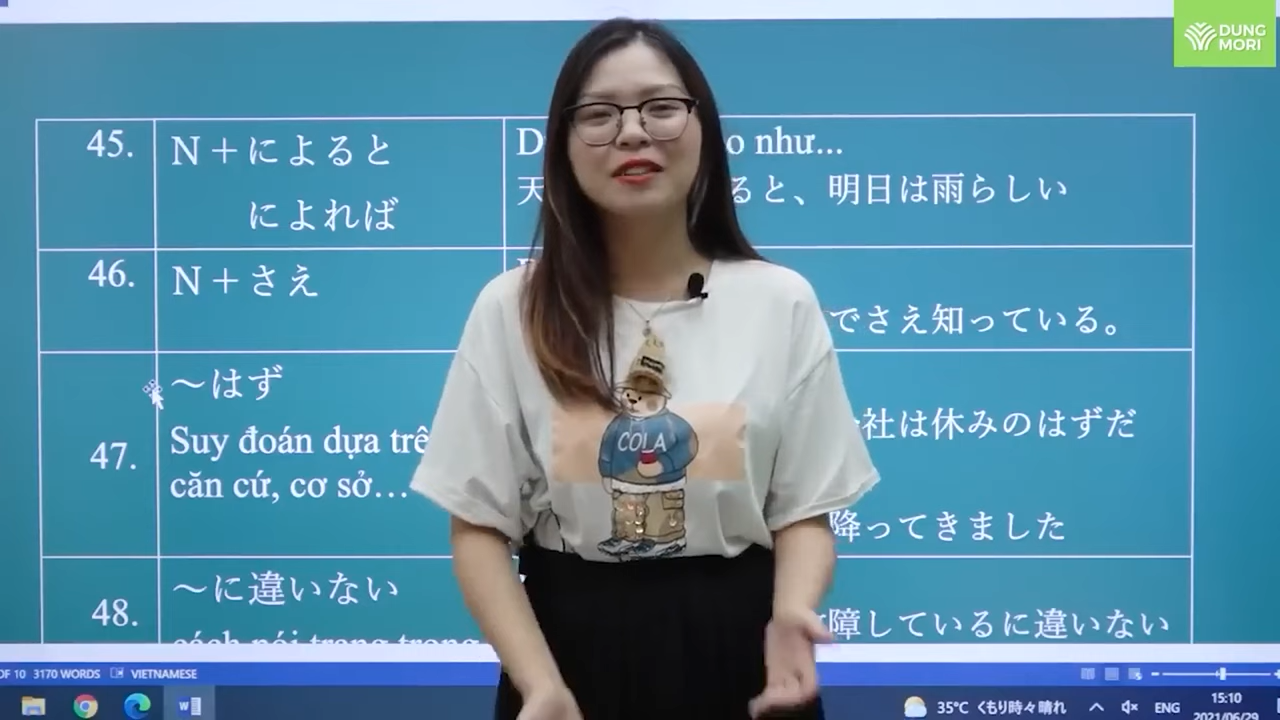 DUNG
MORI
45.
N＋によると
によれば
như...
ると、明日は雨らしい
46.
N＋さえ
でさえ知っている。
47.
～はず
Suy đoán dựa
căn cứ, cơ sở…
社は休みのはずだ
降ってきました
48.
～に違いない
障しているに違いない
cách nói trang trọng
COLA
OF 10 3170 WORDS VIETNAMESE
35°C くもり時々晴れ
ENG
15:10
2021/06/29